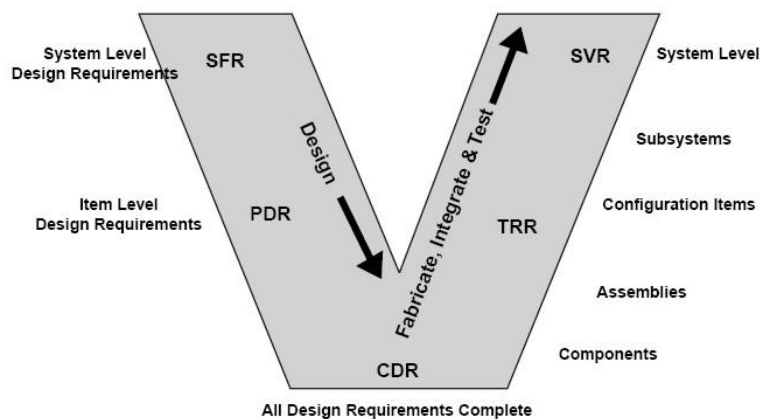 System Level
Design Requirements
SFR
SVR
System Level
Design
Fabricate, Integrate & Test
Subsystems
Item Level
Design Requirements
PDR
TRR
Configuration Items
Assemblies
Components
CDR
All Design Requirements Complete